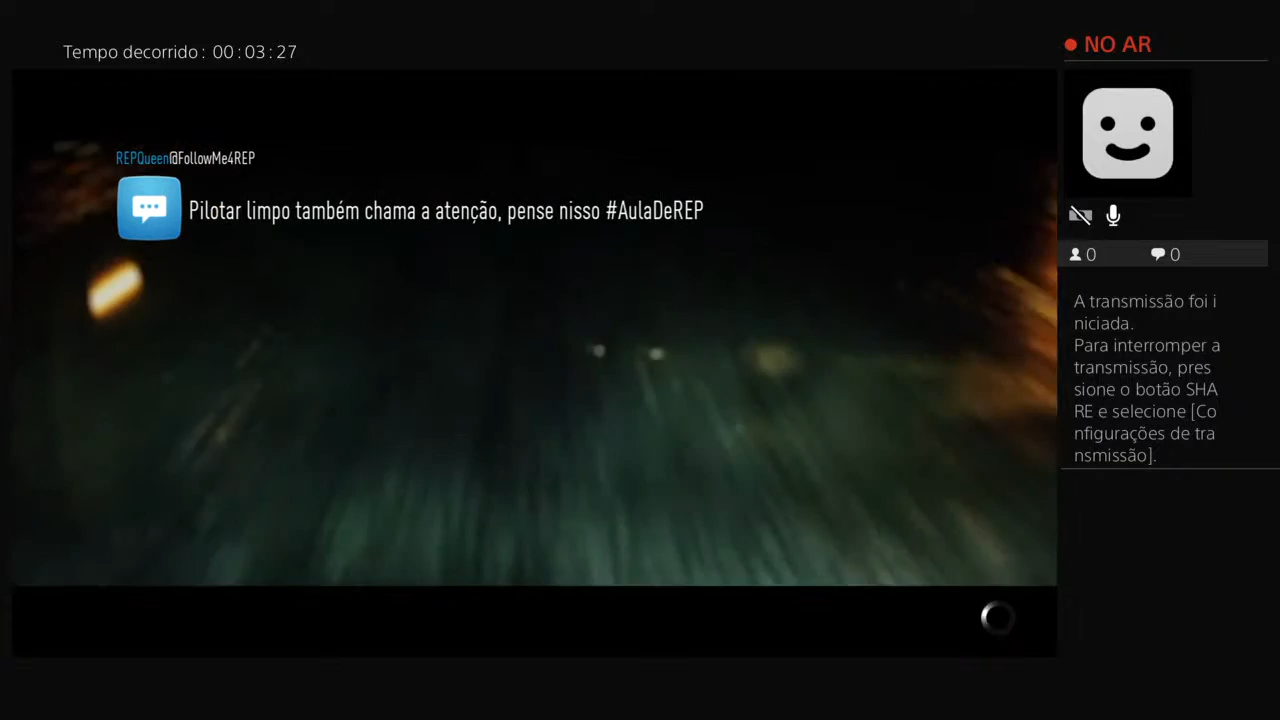 Tempo decorrido: 00:03:27
NO AR
REPQueen@FollowMe4REP
Pilotar limpo também chama a atenção, pense nisso #AulaDeREP
0 0
A transmissão foi i
niciada.
Para interromper a
transmissão, pres
sione o botão SHA
RE e selecione [Co
nfigurações de tra
nsmissão].